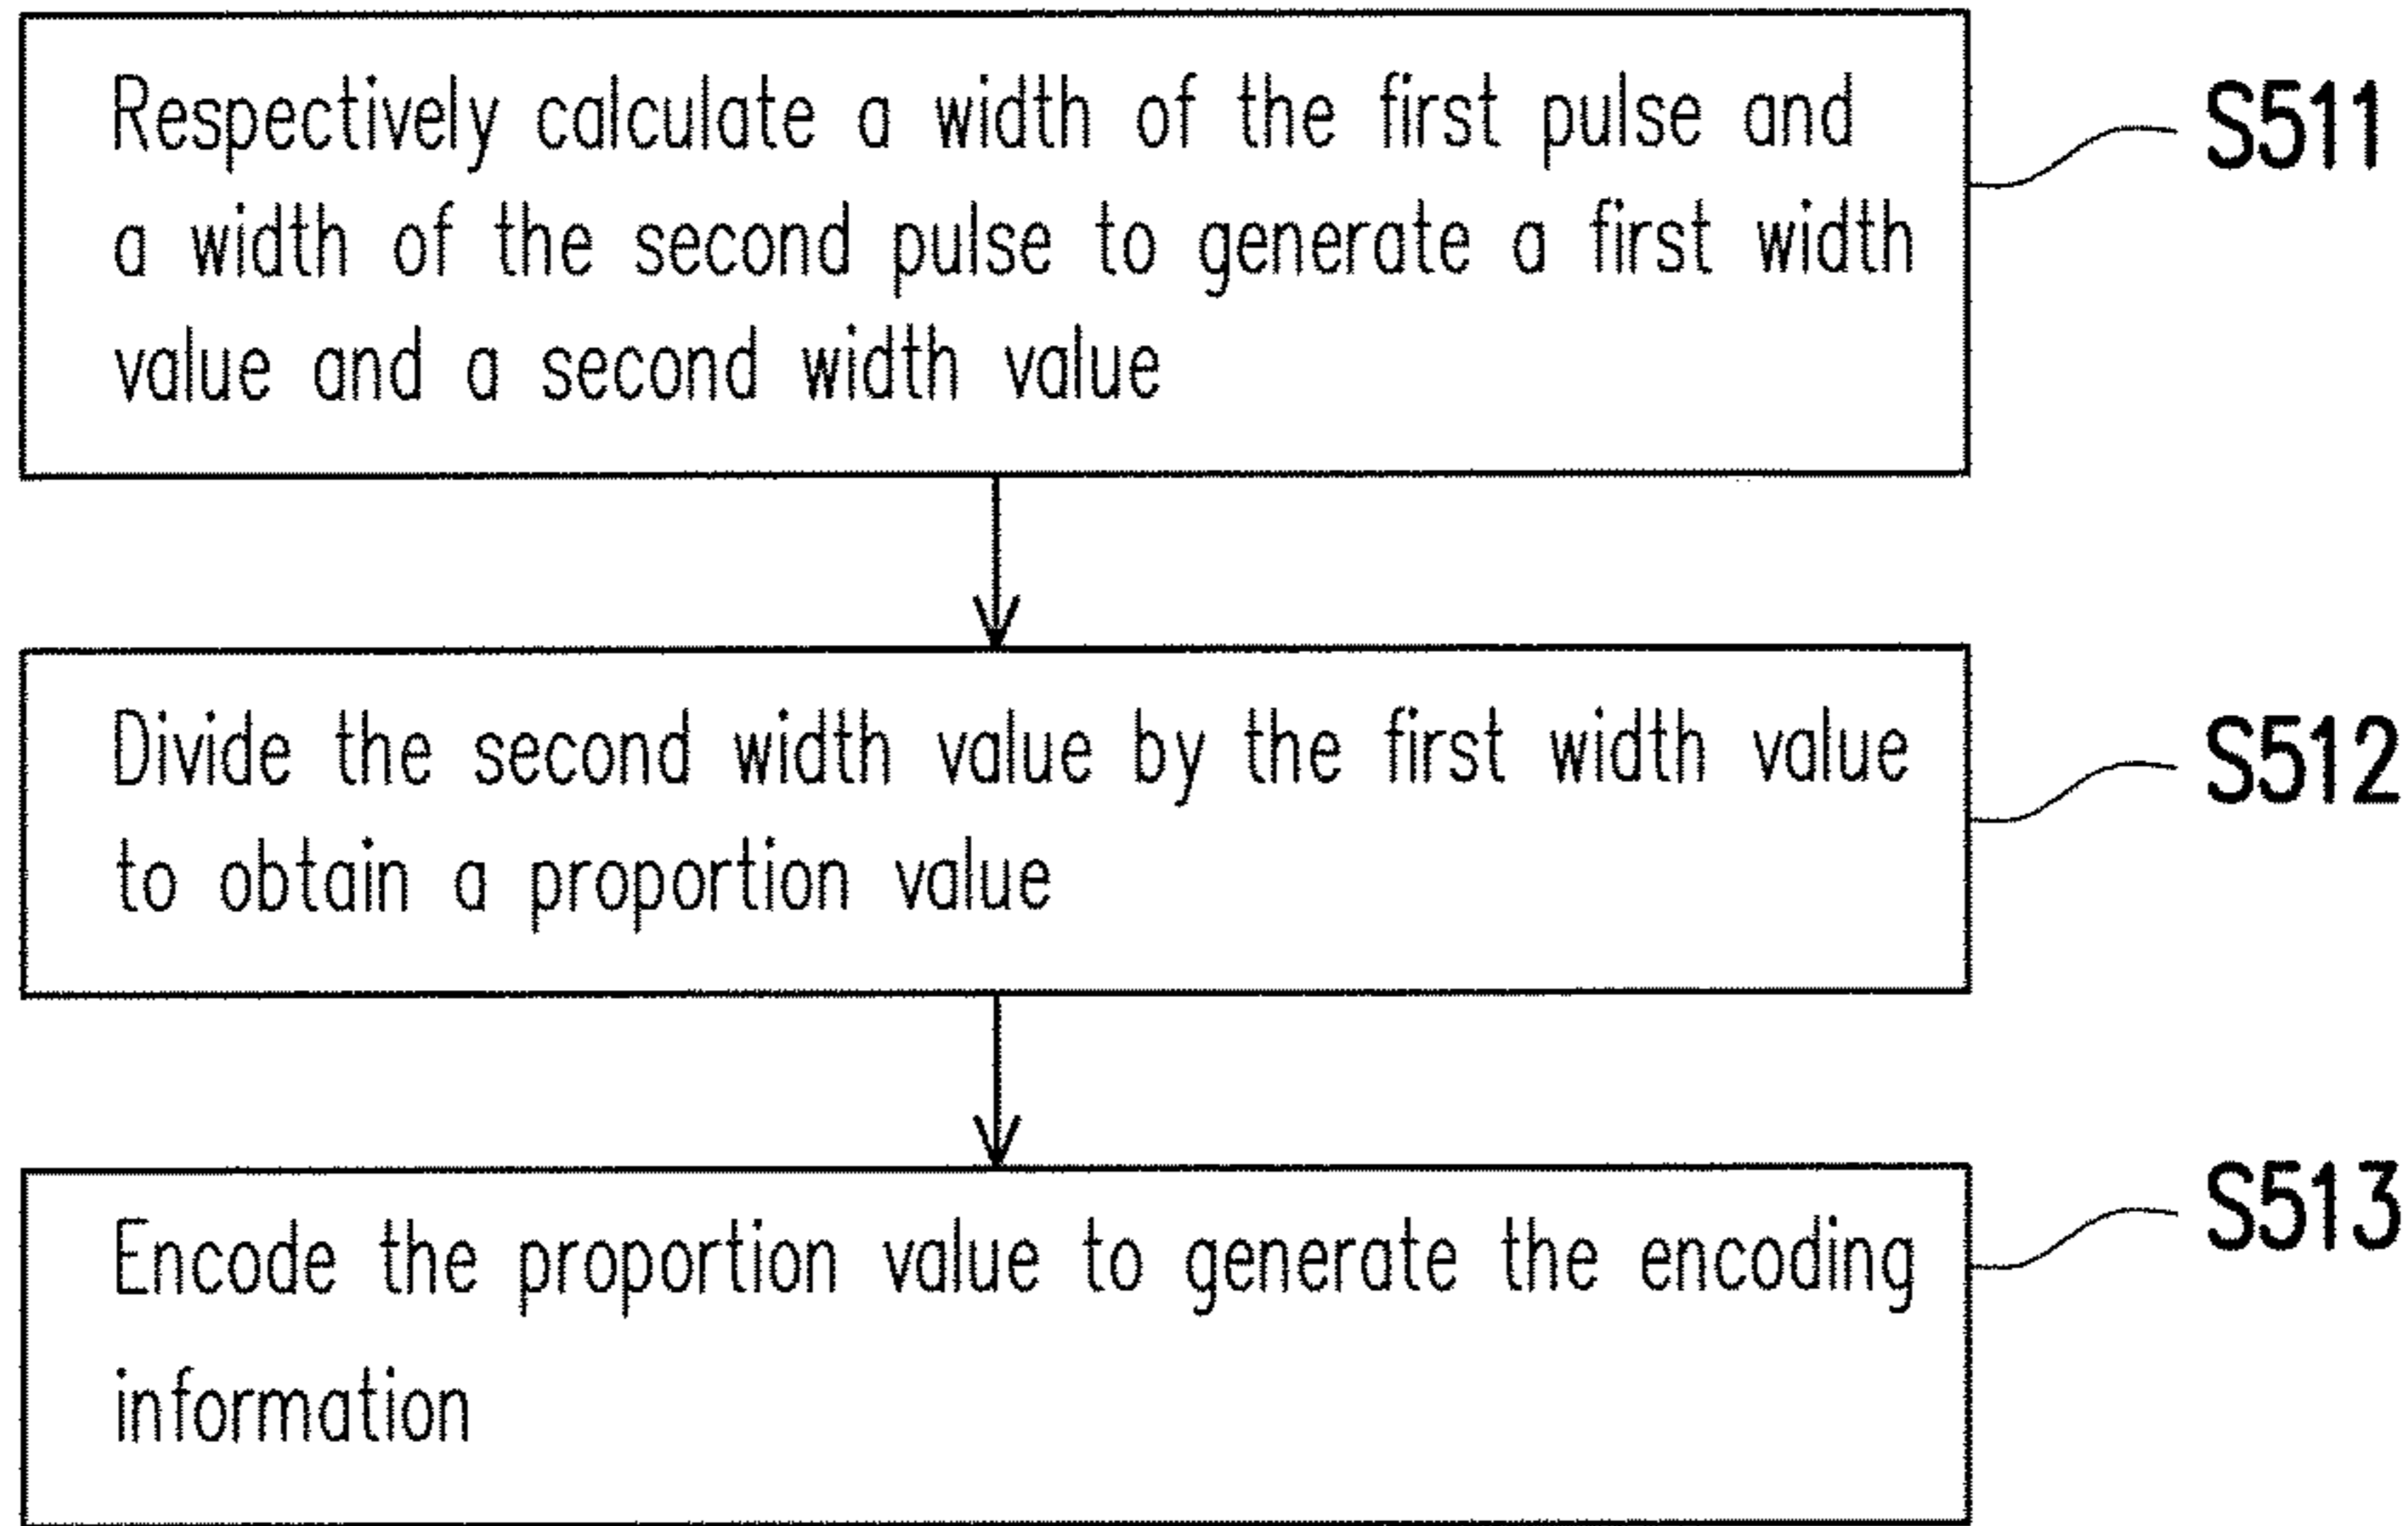 Respectively calculate a width of the first pulse and
a width of the second pulse to generate a first width
value and a second width value
S511
Divide the second width value by the first width value
to obtain a proportion value
S512
Encode the proportion value to generate the encoding
information
S513